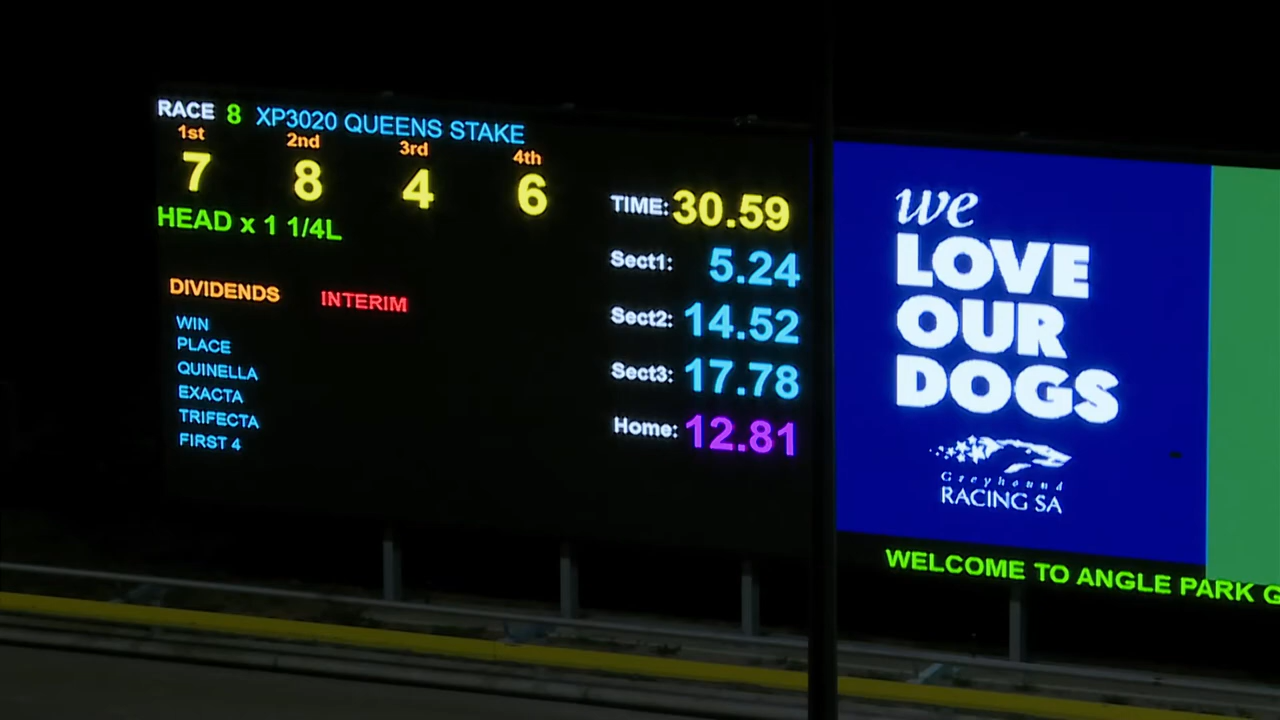 RACE 8 XP3020 QUEENS STAKE
1st 2nd 3rd 4th
7 8 4 6
HEAD x 1 1/4L
DIVIDENDS INTERIM
WIN
PLACE
QUINELLA
EXACTA
TRIFECTA
FIRST 4
TIME: 30.59
Sect1: 5.24
Sect2: 14.52
Sect3: 17.78
Home: 12.81
we
LOVE
OUR
DOGS
Greyhound
RACING SA
WELCOME TO ANGLE PARK G